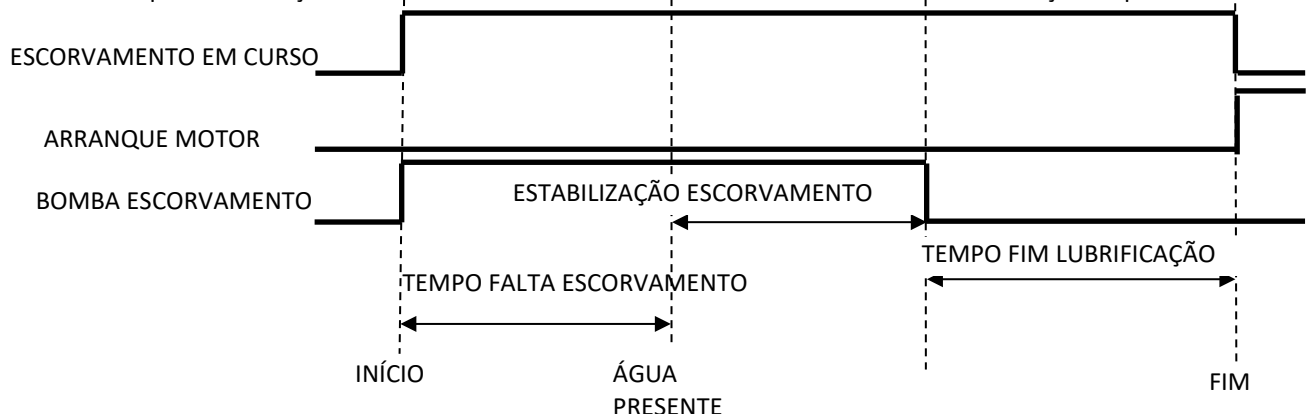 ESCORVAMENTO EM CURSO
ARRANQUE MOTOR
BOMBA ESCORVAMENTO
ESTABILIZAÇÃO ESCORVAMENTO
TEMPO FIM LUBRIFICAÇÃO
TEMPO FALTA ESCORVAMENTO
INÍCIO
ÁGUA
PRESENTE
FIM